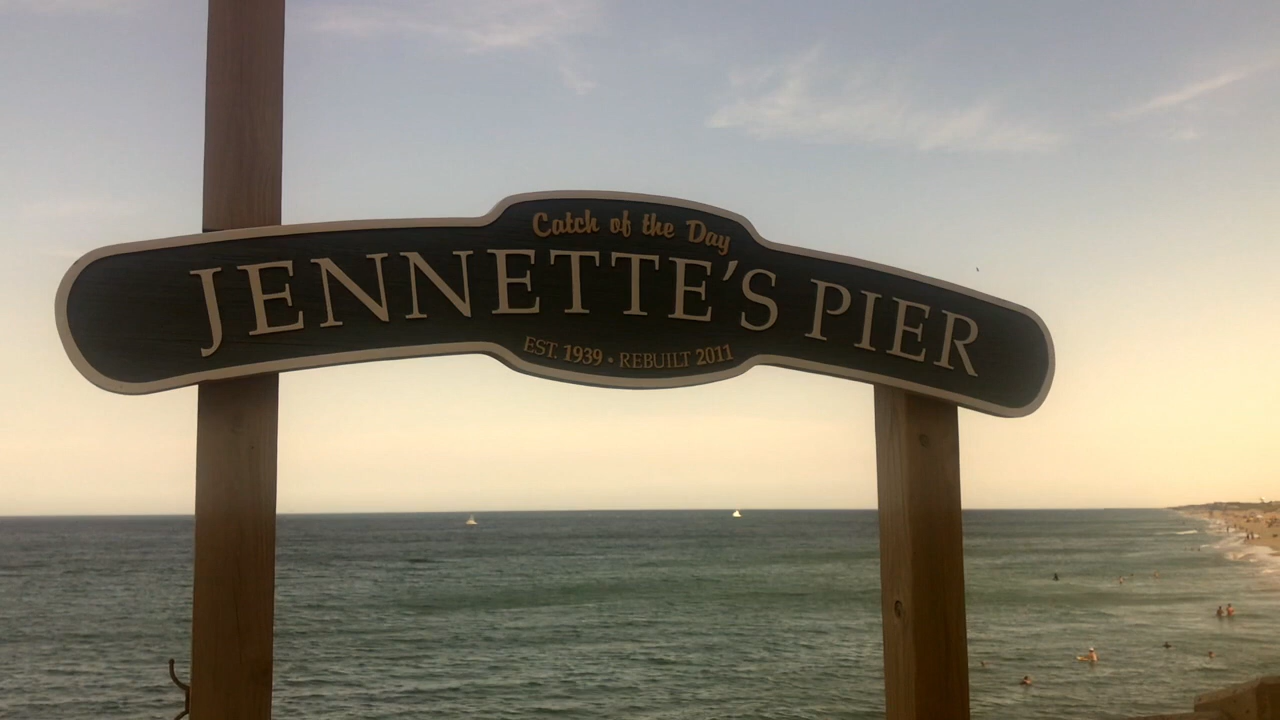 Catch of the Day
JENNETTE'S PIER
EST. 1939 • REBUILT 2011